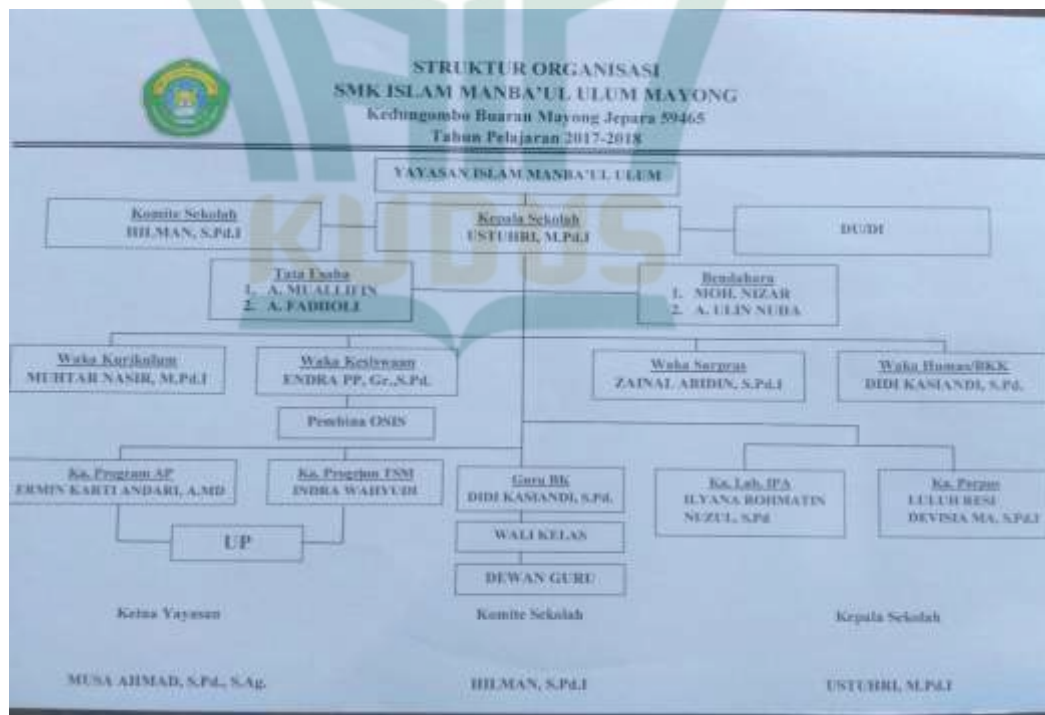 STRUKTUR ORGANISASI
SMK ISLAM MANBA'UL ULUM MAYONG
Kedungombo Buaran Mayong Jepara 59465
Tahun Pelajaran 2017-2018
YAYASAN ISLAM MANBA'UL ULUM
Komite Sekolah
HILMAN, S.Pd.I
Kepala Sekolah
USTUHRI, M.Pd.I
DU/DI
KUDUS
Tata Usaha
1. A. MUALLIFIN
2. A. FADHOLI
Bendahara
1. MOH. NIZAR
2. A. ULIN NUHA
Waka Kurikulum
MUHTAR NASIR, M.Pd.I
Waka Kesiswaan
ENDRA PP, Gr.,S.Pd.
Waka Sarpras
ZAINAL ABIDIN, S.Pd.I
Waka Humas/BKK
DIDI KASIANDI, S.Pd.
Pembina OSIS
Ka. Program AP
ERMIN KARTI ANDARI, A.MD
Ka. Program TSM
INDRA WAHYUDI
Guru BK
DIDI KASIANDI, S.Pd.
Ka. Lab. IPA
ILYANA ROHMATIN
NUZUL, S.Pd
Ka. Perpus
LULUH RESI
DEVISIA MA, S.Pd.I
UP
WALI KELAS
DEWAN GURU
Ketua Yayasan
Komite Sekolah
Kepala Sekolah
MUSA AHMAD, S.Pd., S.Ag.
HILMAN, S.Pd.I
USTUHRI, M.Pd.I